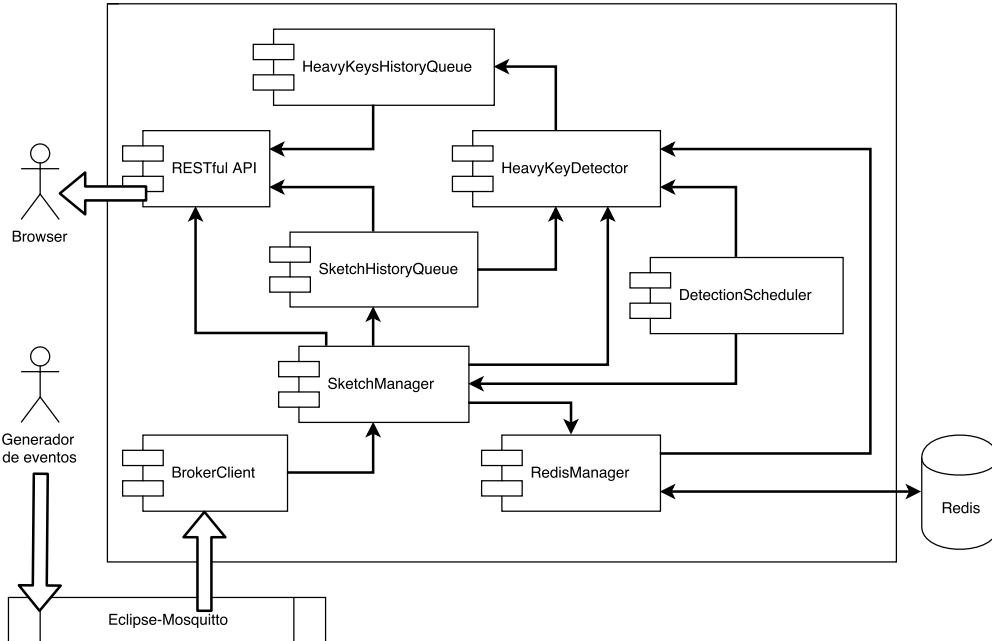 HeavyKeysHistoryQueue
RESTful API
HeavyKeyDetector
Browser
SketchHistoryQueue
DetectionScheduler
SketchManager
Generador
de eventos
BrokerClient
RedisManager
Redis
Eclipse-Mosquitto